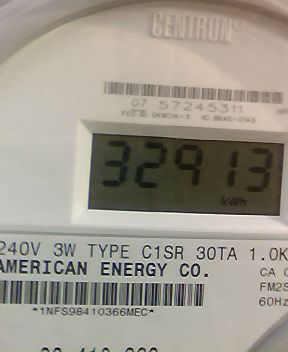 CENTRON
07 57245311
32913
kWh
240V 3W TYPE C1SR 30TA 1.0K
AMERICAN ENERGY CO.
CA 0
FM2S
60Hz
*1NFS98410366MEC*